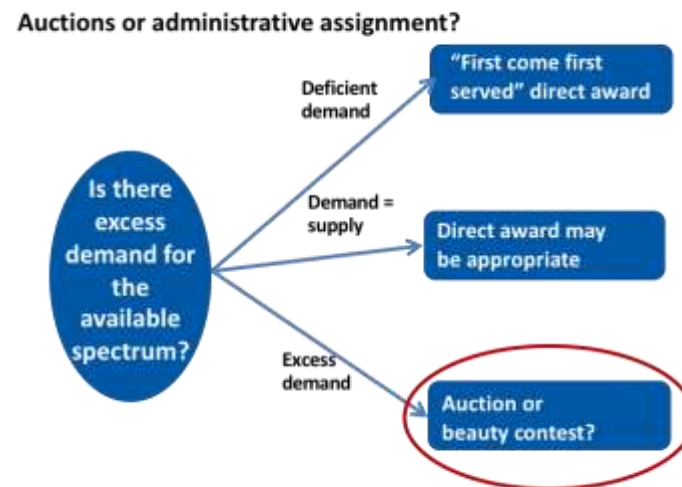 Auctions or administrative assignment?
“First come first
served” direct award
Deficient
demand
Is there
excess
demand for
the
available
spectrum?
Demand =
supply
Direct award may
be appropriate
Excess
demand
Auction or
beauty contest?